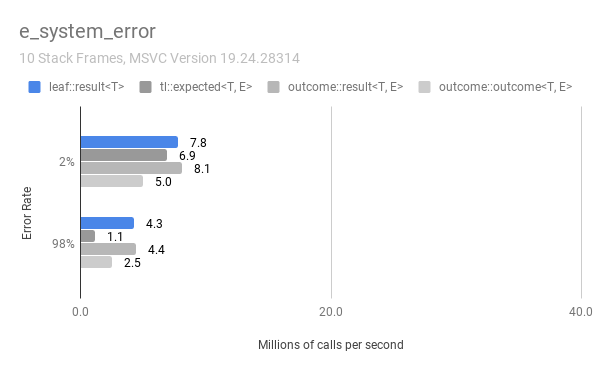 e_system_error
10 Stack Frames, MSVC Version 19.24.28314
leaf::result<T> tl::expected<T, E> outcome::result<T, E> outcome::outcome<T, E>
Error Rate
2%
7.8
6.9
8.1
5.0
98%
4.3
1.1
4.4
2.5
0.0 20.0 40.0
Millions of calls per second